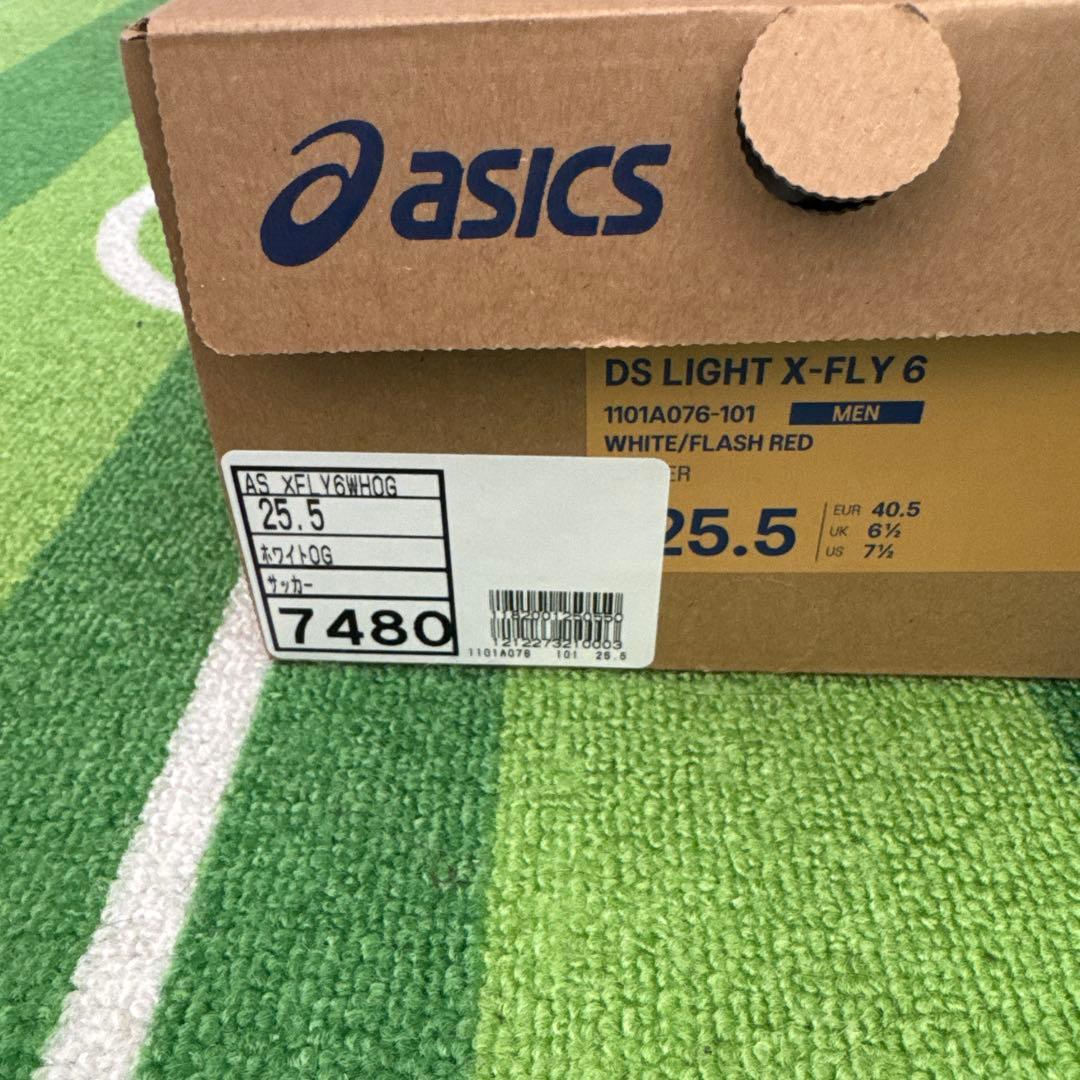 asics
DS LIGHT X-FLY 6
1101A076-101 MEN
WHITE/FLASH RED
ER
25.5
EUR 40.5
UK 6½
US 7½
AS XFLY6WHOG
25.5
ホワイトOG
サッカー
7480
1212273210003
1101A076 101 25.5